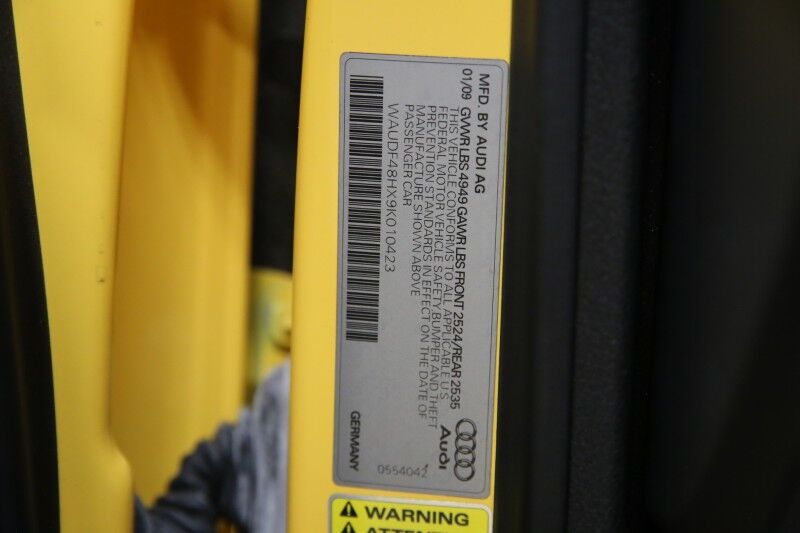 MFD. BY AUDI AG
01/09 GVWR LBS 4949 GAWR LBS FRONT 2524/REAR 2535
THIS VEHICLE CONFORMS TO ALL APPLICABLE U S
FEDERAL MOTOR VEHICLE SAFETY,BUMPER AND THEFT
PREVENTION STANDARDS IN EFFECT ON THE DATE OF
MANUFACTURE SHOWN ABOVE
PASSENGER CAR
WAUDF48HX9K010423
Audi
0554042
GERMANY
WARNING